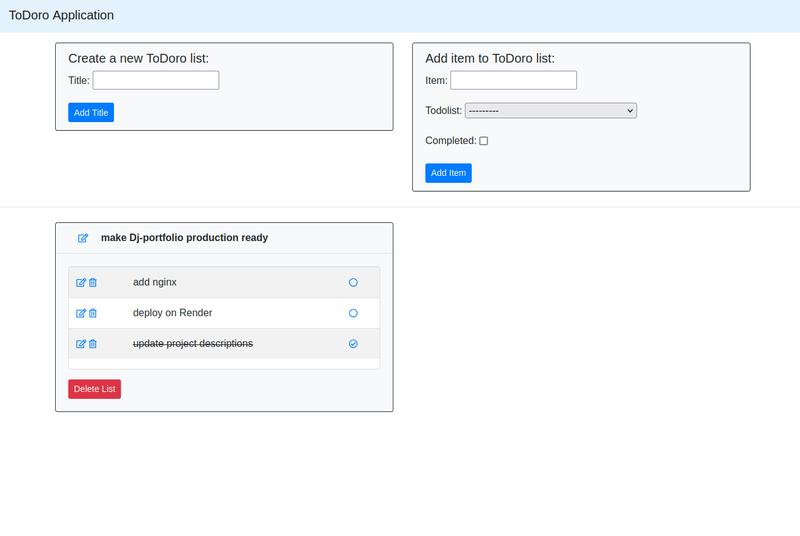 ToDoro Application
Create a new ToDoro list:
Title:
Add Title
Add item to ToDoro list:
Item:
Todolist: ---------
Completed:
Add Item
make Dj-portfolio production ready
add nginx
deploy on Render
update project descriptions
Delete List